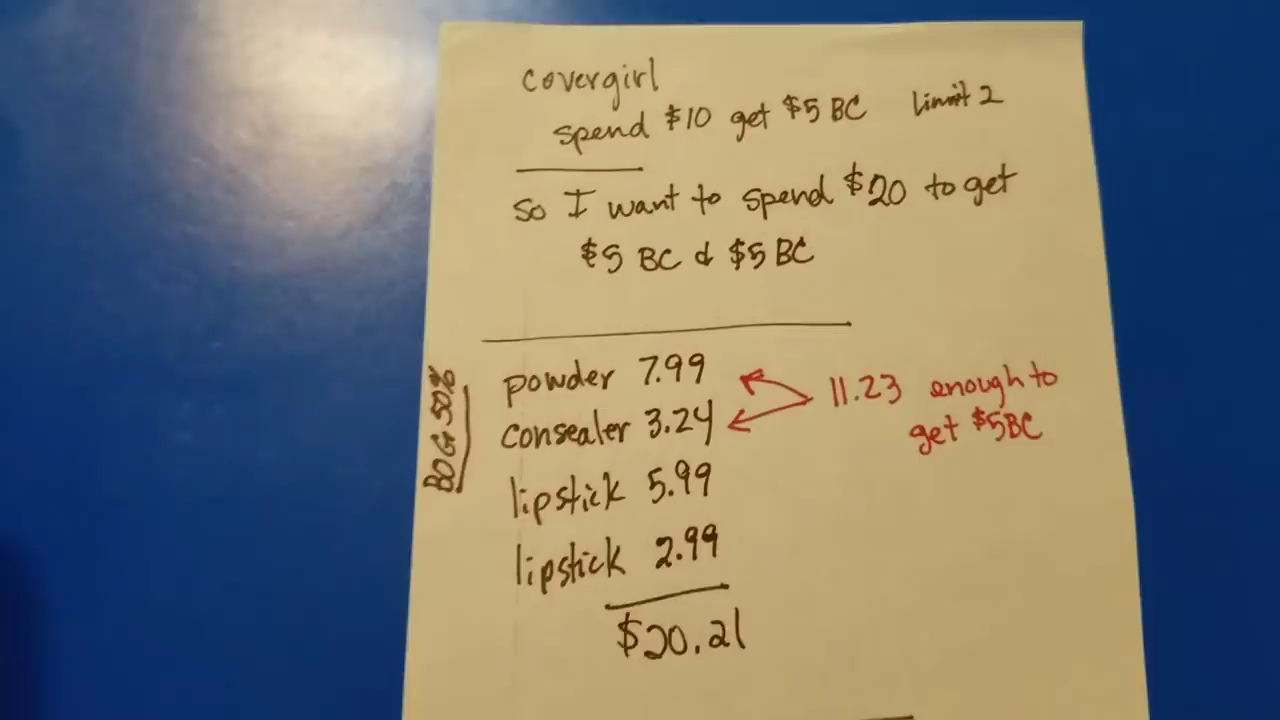 covergirl
spend $10 get $5 BC limit 2
so I want to spend $20 to get
$5 BC & $5 BC
BOG 50%
powder 7.99
consealer 3.24
11.23 enough to
get $5BC
lipstick 5.99
lipstick 2.99
$20.21